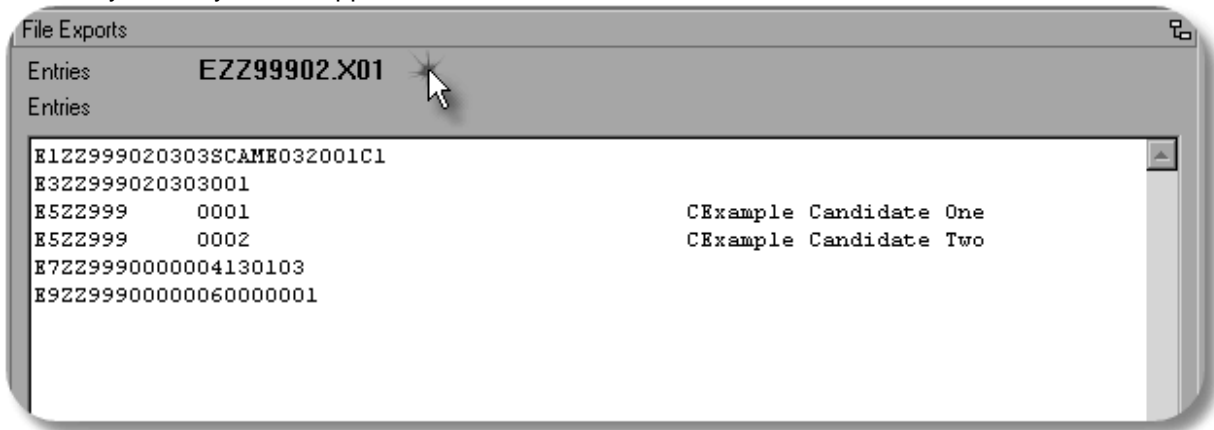 File Exports
Entries EZZ99902.X01
Entries
E1ZZ999020303SCAME032001C1
E3ZZ999020303001
E5ZZ999 0001 CExample Candidate One
E5ZZ999 0002 CExample Candidate Two
E7ZZ9990000004130103
E9ZZ999000000060000001